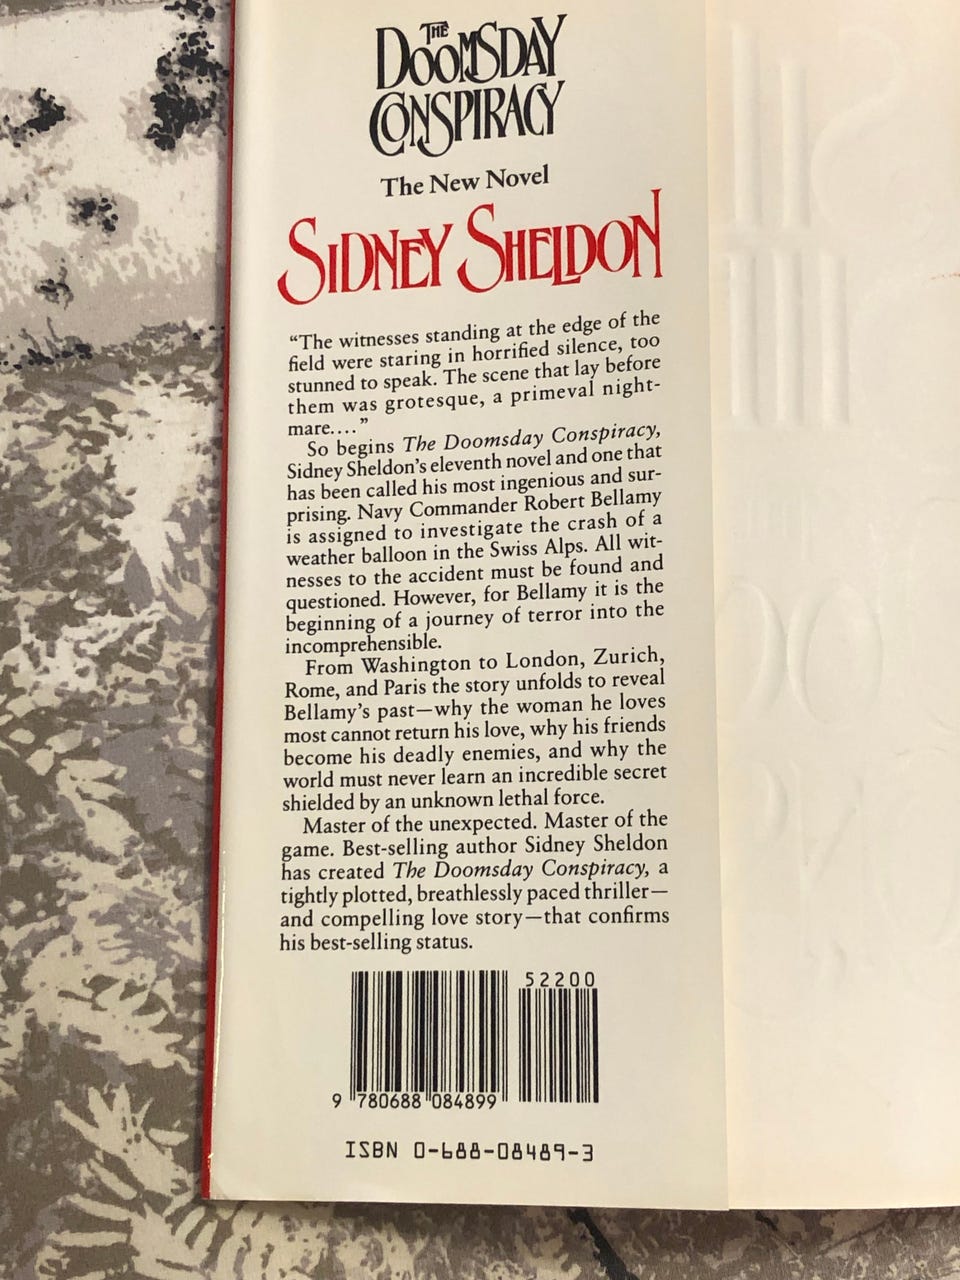 THE
DOOMSDAY
CONSPIRACY
The New Novel
SIDNEY SHELDON
“The witnesses standing at the edge of the
field were staring in horrified silence, too
stunned to speak. The scene that lay before
them was grotesque, a primeval night-
mare....”
So begins The Doomsday Conspiracy,
Sidney Sheldon's eleventh novel and one that
has been called his most ingenious and sur-
prising. Navy Commander Robert Bellamy
is assigned to investigate the crash of a
weather balloon in the Swiss Alps. All wit-
nesses to the accident must be found and
questioned. However, for Bellamy it is the
beginning of a journey of terror into the
incomprehensible.
From Washington to London, Zurich,
Rome, and Paris the story unfolds to reveal
Bellamy's past—why the woman he loves
most cannot return his love, why his friends
become his deadly enemies, and why the
world must never learn an incredible secret
shielded by an unknown lethal force.
Master of the unexpected. Master of the
game. Best-selling author Sidney Sheldon
has created The Doomsday Conspiracy, a
tightly plotted, breathlessly paced thriller—
and compelling love story—that confirms
his best-selling status.
52200
9 780688 084899
ISBN 0-688-08489-3